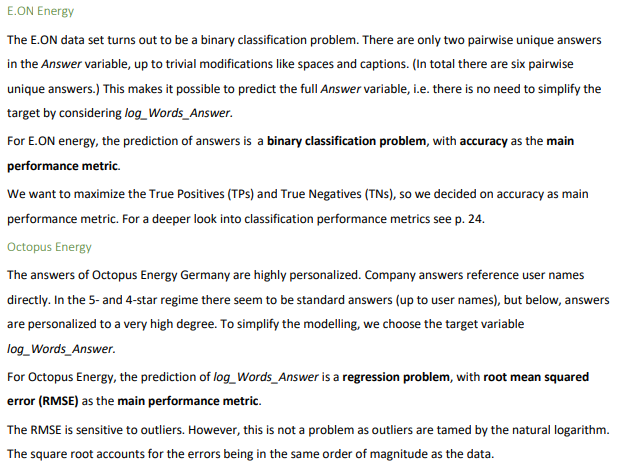 E.ON Energy
The E.ON data set turns out to be a binary classification problem. There are only two pairwise unique answers
in the Answer variable, up to trivial modifications like spaces and captions. (In total there are six pairwise
unique answers.) This makes it possible to predict the full Answer variable, i.e. there is no need to simplify the
target by considering log_Words_Answer.
For E.ON energy, the prediction of answers is  a binary classification problem, with accuracy as the main
performance metric.
We want to maximize the True Positives (TPs) and True Negatives (TNs), so we decided on accuracy as main
performance metric. For a deeper look into classification performance metrics see p. 24.
Octopus Energy
The answers of Octopus Energy Germany are highly personalized. Company answers reference user names
directly. In the 5- and 4-star regime there seem to be standard answers (up to user names), but below, answers
are personalized to a very high degree. To simplify the modelling, we choose the target variable
log_Words_Answer.
For Octopus Energy, the prediction of log_Words_Answer is a regression problem, with root mean squared
error (RMSE) as the main performance metric.
The RMSE is sensitive to outliers. However, this is not a problem as outliers are tamed by the natural logarithm.
The square root accounts for the errors being in the same order of magnitude as the data.